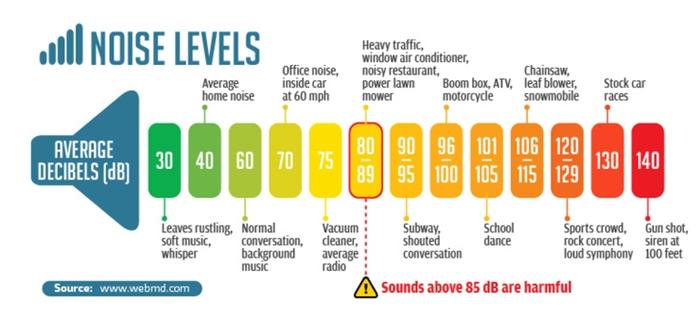 NOISE LEVELS
Heavy traffic,
window air conditioner,
noisy restaurant,
power lawn
mower
Average
home noise
Office noise,
inside car
at 60 mph
Boom box, ATV,
motorcycle
Chainsaw,
leaf blower,
snowmobile
Stock car
races
AVERAGE
DECIBELS (dB)
30
40
60
70
75
80
89
90
95
96
100
101
105
106
115
120
129
130
140
Leaves rustling,
soft music,
whisper
Normal
conversation,
background
music
Vacuum
cleaner,
average
radio
Subway,
shouted
conversation
School
dance
Sports crowd,
rock concert,
loud symphony
Gun shot,
siren at
100 feet
Source: www.webmd.com
Sounds above 85 dB are harmful